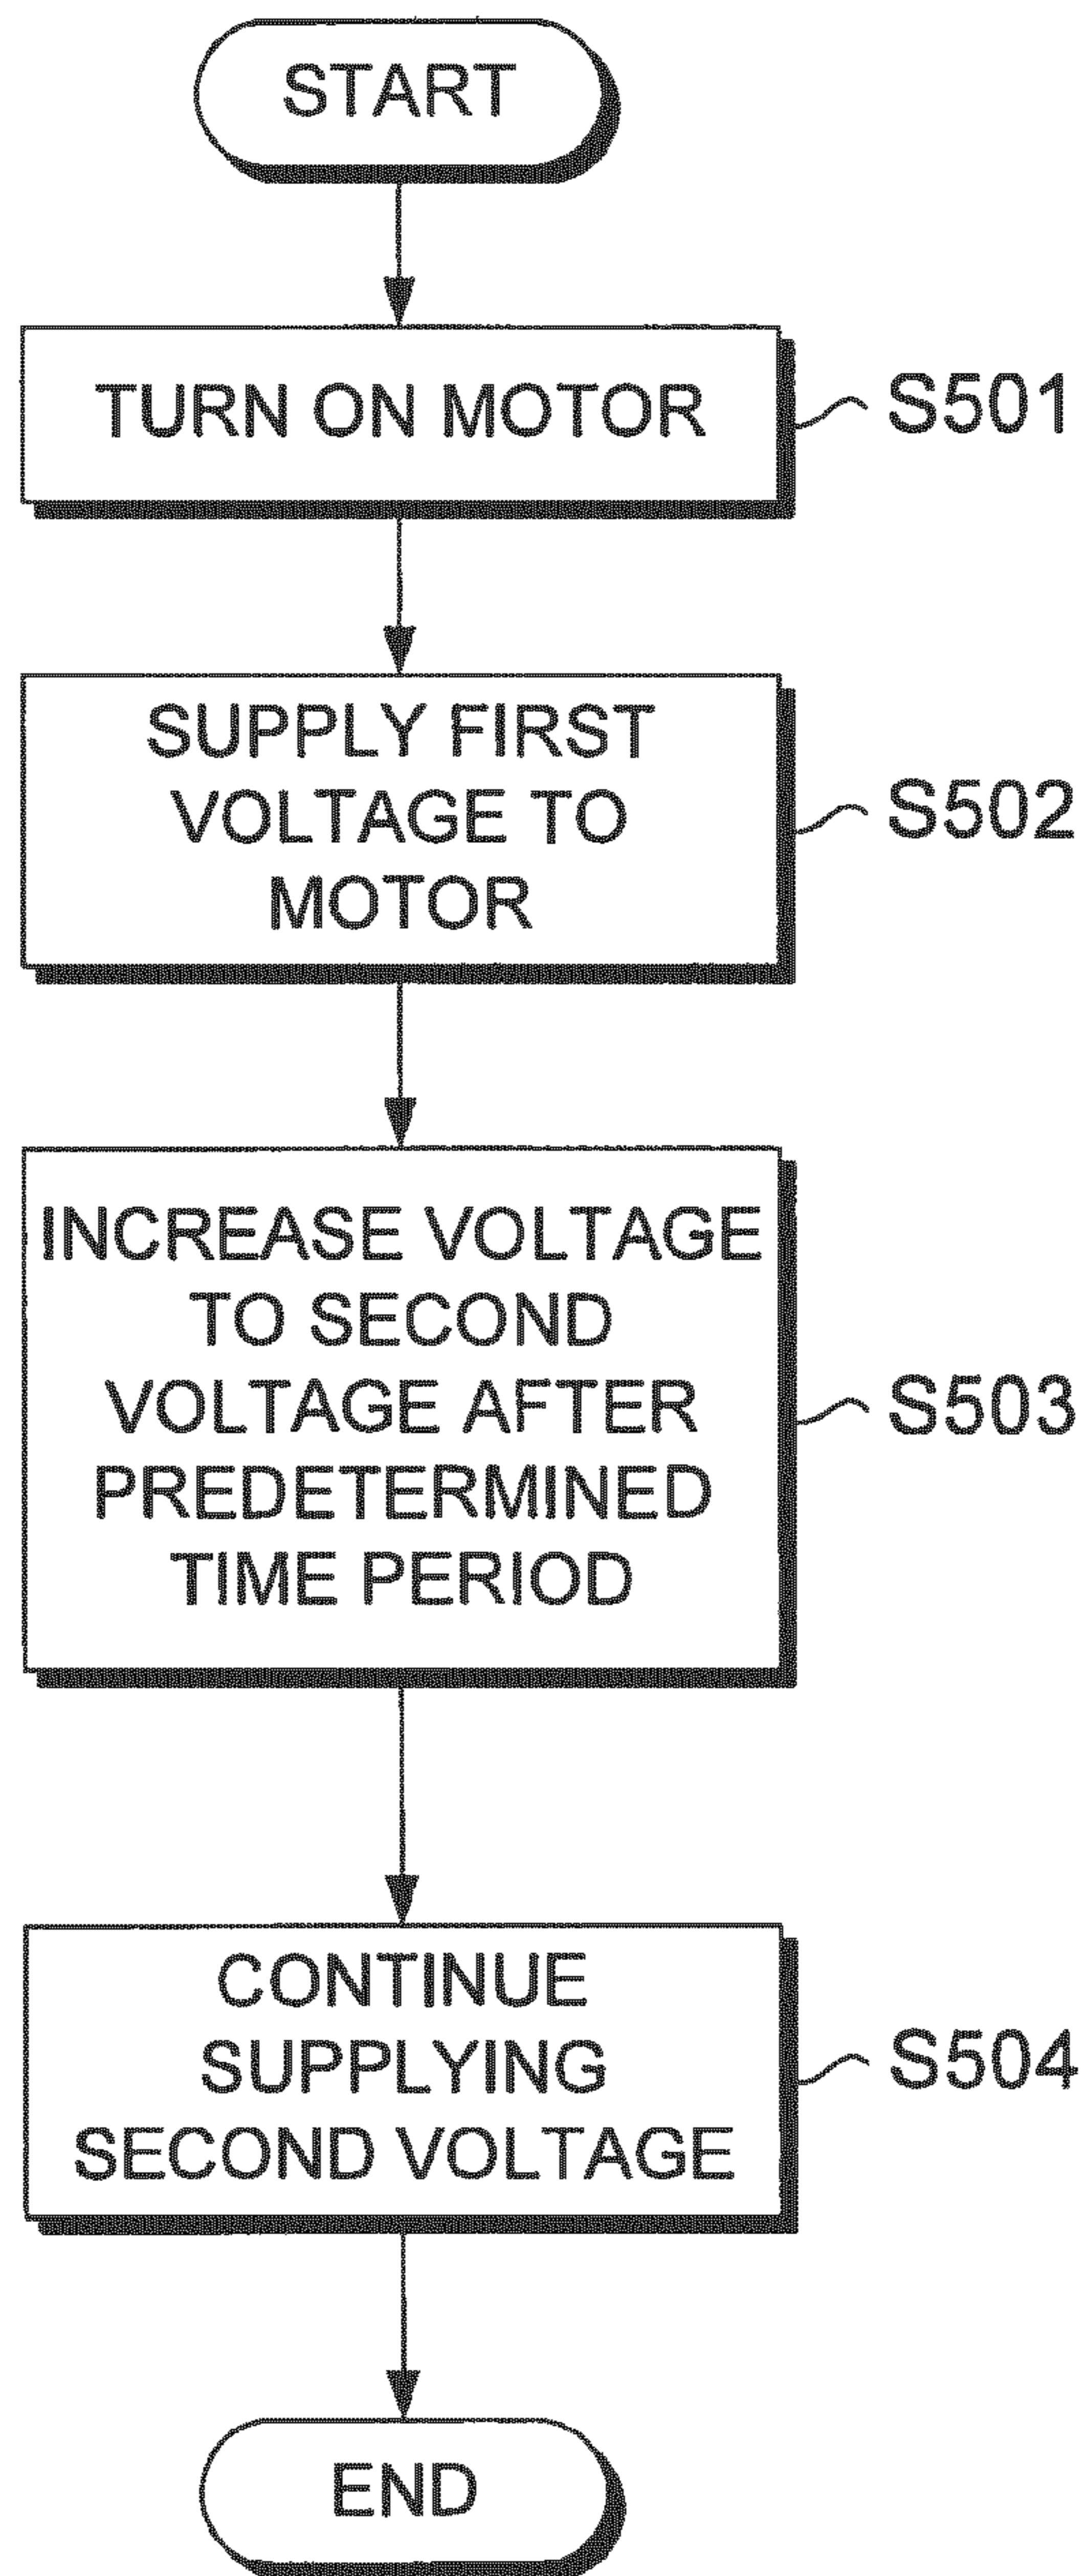 START
TURN ON MOTOR
S501
SUPPLY FIRST
VOLTAGE TO
MOTOR
S502
INCREASE VOLTAGE
TO SECOND
VOLTAGE AFTER
PREDETERMINED
TIME PERIOD
S503
CONTINUE
SUPPLYING
SECOND VOLTAGE
S504
END